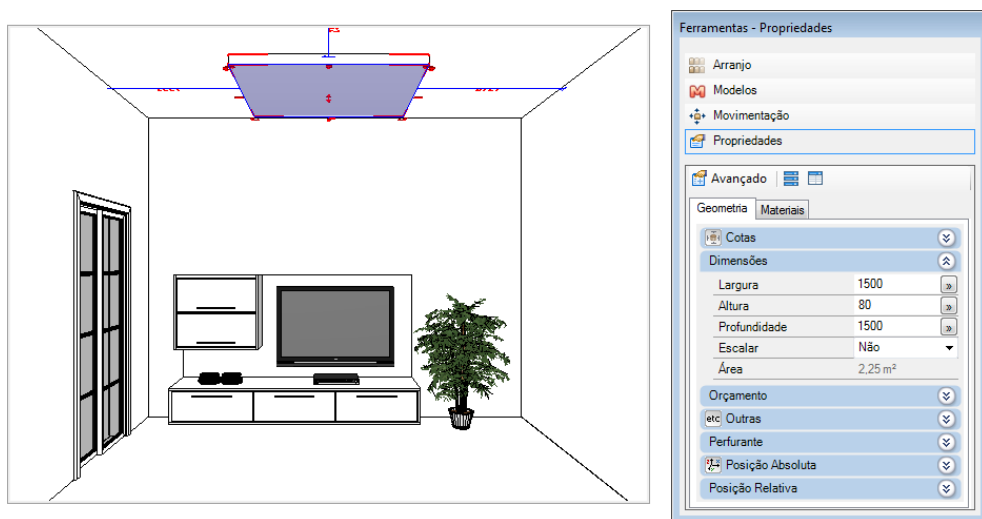 Ferramentas - Propriedades
Arranjo
Modelos
Movimentação
Propriedades
Avançado
Geometria Materiais
Cotas
Dimensões
Largura 1500 »
Altura 80 »
Profundidade 1500 »
Escalar Não
Área 2,25 m²
Orçamento
etc Outras
Perfurante
Posição Absoluta
Posição Relativa